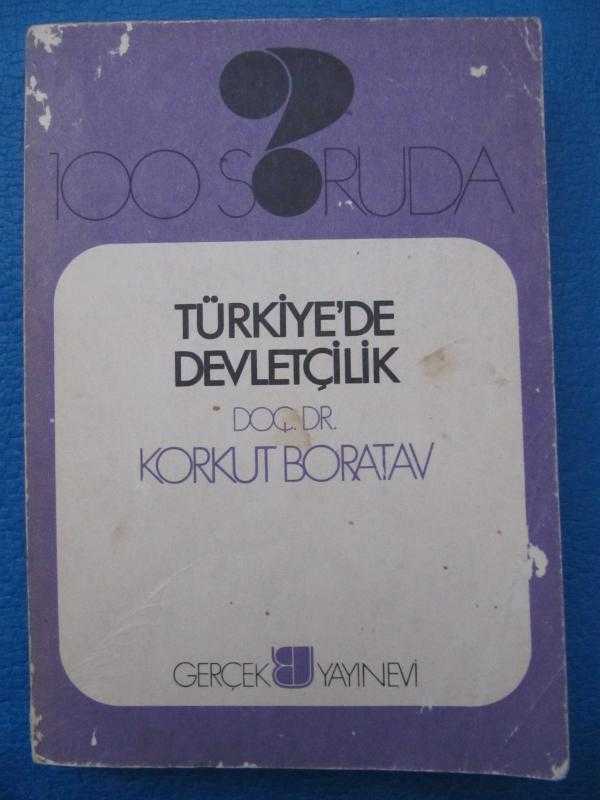 100 SORUDA
TÜRKİYE'DE
DEVLETÇİLİK
DOÇ. DR.
KORKUT BORATAV
GERÇEK YAYINEVİ